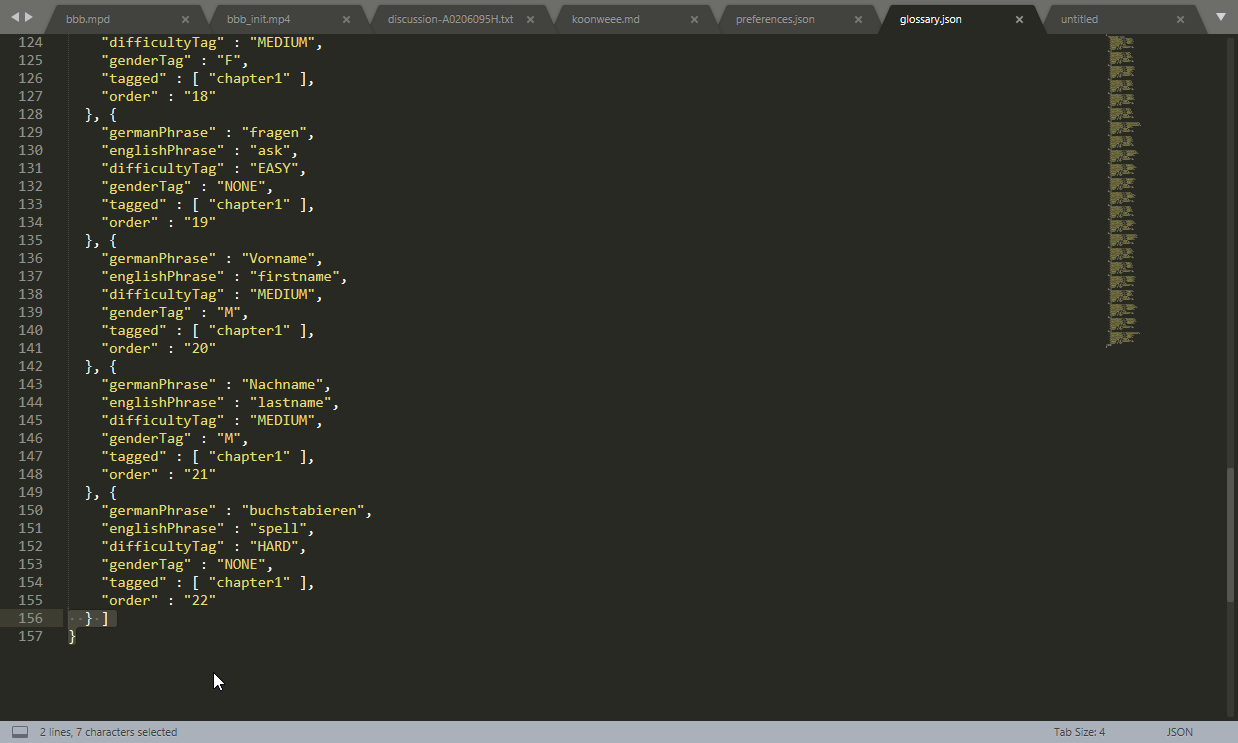 bbb.mpd × bbb_init.mp4 × discussion-A0206095H.txt × koonweee.md × preferences.json × glossary.json × untitled ×
124 "difficultyTag" : "MEDIUM",
125 "genderTag" : "F",
126 "tagged" : [ "chapter1" ],
127 "order" : "18"
128 }, {
129 "germanPhrase" : "fragen",
130 "englishPhrase" : "ask",
131 "difficultyTag" : "EASY",
132 "genderTag" : "NONE",
133 "tagged" : [ "chapter1" ],
134 "order" : "19"
135 }, {
136 "germanPhrase" : "Vorname",
137 "englishPhrase" : "firstname",
138 "difficultyTag" : "MEDIUM",
139 "genderTag" : "M",
140 "tagged" : [ "chapter1" ],
141 "order" : "20"
142 }, {
143 "germanPhrase" : "Nachname",
144 "englishPhrase" : "lastname",
145 "difficultyTag" : "MEDIUM",
146 "genderTag" : "M",
147 "tagged" : [ "chapter1" ],
148 "order" : "21"
149 }, {
150 "germanPhrase" : "buchstabieren",
151 "englishPhrase" : "spell",
152 "difficultyTag" : "HARD",
153 "genderTag" : "NONE",
154 "tagged" : [ "chapter1" ],
155 "order" : "22"
156 } ]
157 }
2 lines, 7 characters selected Tab Size: 4 JSON